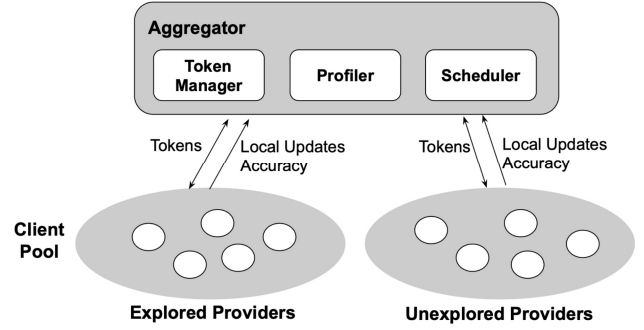 Aggregator
Token
Manager
Profiler
Scheduler
Tokens
Local Updates
Accuracy
Tokens
Local Updates
Accuracy
Client
Pool
Explored Providers
Unexplored Providers